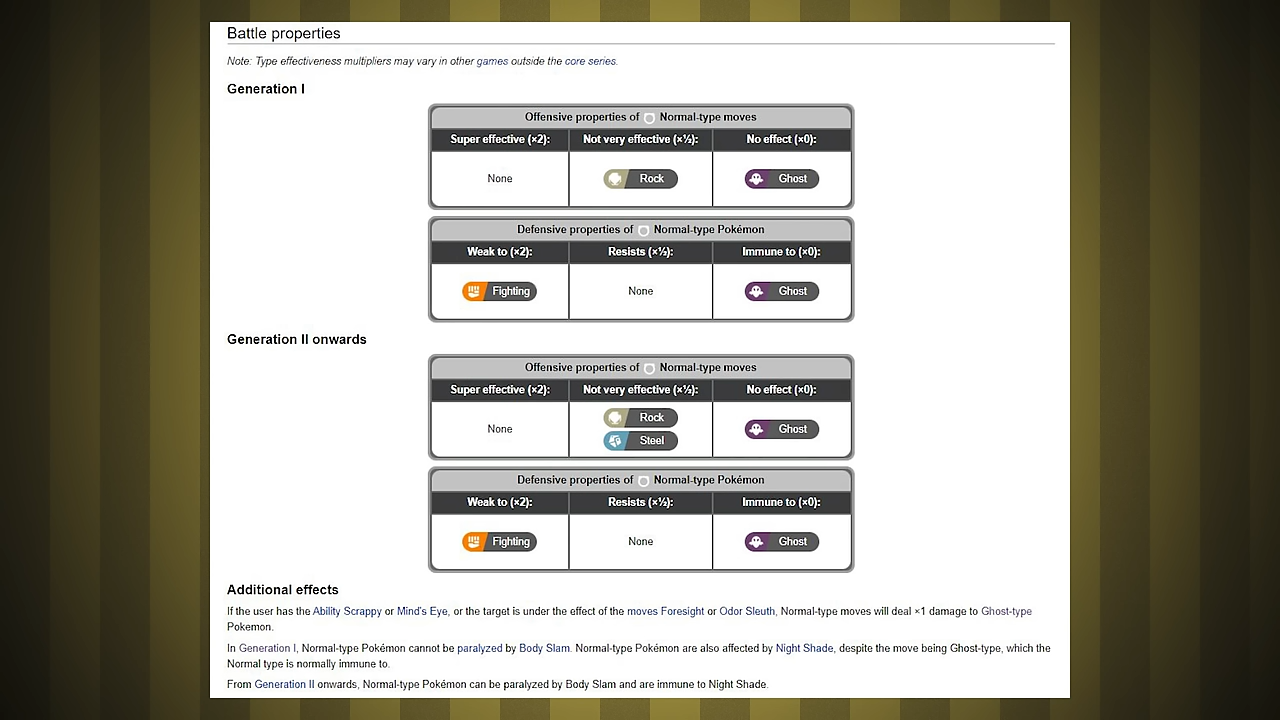 Battle properties
Note: Type effectiveness multipliers may vary in other games outside the core series.
Generation I
Offensive properties of Normal-type moves
Super effective (×2): Not very effective (×½): No effect (×0):
None Rock Ghost
Defensive properties of Normal-type Pokémon
Weak to (×2): Resists (×½): Immune to (×0):
Fighting None Ghost
Generation II onwards
Offensive properties of Normal-type moves
Super effective (×2): Not very effective (×½): No effect (×0):
None Rock Ghost
Steel
Defensive properties of Normal-type Pokémon
Weak to (×2): Resists (×½): Immune to (×0):
Fighting None Ghost
Additional effects
If the user has the Ability Scrappy or Mind's Eye, or the target is under the effect of the moves Foresight or Odor Sleuth, Normal-type moves will deal ×1 damage to Ghost-type
Pokemon.
In Generation I, Normal-type Pokémon cannot be paralyzed by Body Slam. Normal-type Pokémon are also affected by Night Shade, despite the move being Ghost-type, which the
Normal type is normally immune to.
From Generation II onwards, Normal-type Pokémon can be paralyzed by Body Slam and are immune to Night Shade.